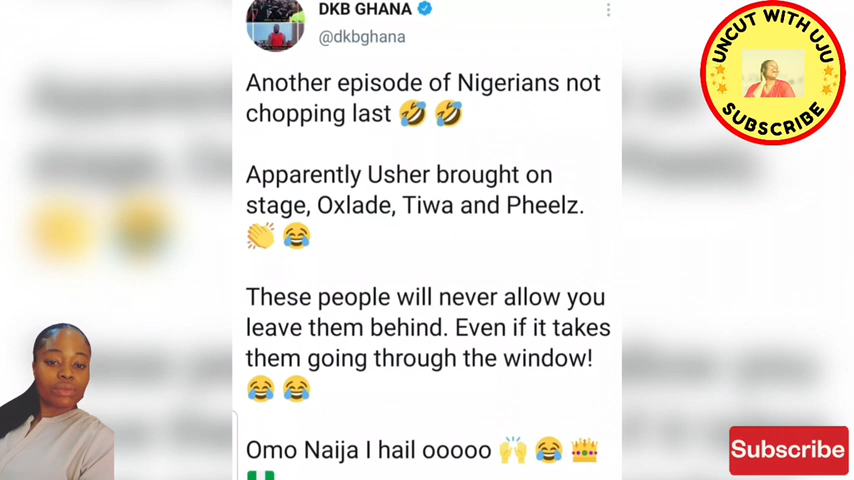 DKB GHANA
@dkbghana
Another episode of Nigerians not
chopping last 🤣 🤣
Apparently Usher brought on
stage, Oxlade, Tiwa and Pheelz.
👏 😂
These people will never allow you
leave them behind. Even if it takes
them going through the window!
😂 😂
Omo Naija I hail ooooo 🙌 😂 👑
🇳🇬
UNCUT WITH UJU
SUBSCRIBE
Subscribe